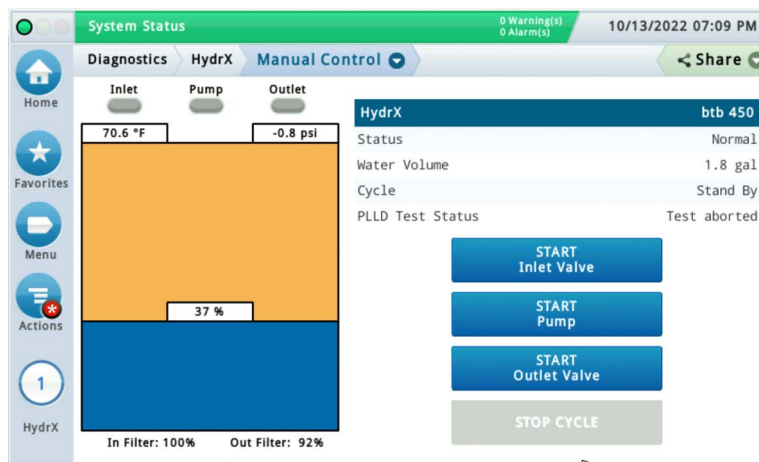 System Status
0 Warning(s)
0 Alarm(s)
10/13/2022 07:09 PM
Diagnostics HydrX Manual Control
Share
Home
Favorites
Menu
Actions
1
HydrX
Inlet Pump Outlet
70.6 °F -0.8 psi
37 %
In Filter: 100% Out Filter: 92%
HydrX btb 450
Status Normal
Water Volume 1.8 gal
Cycle Stand By
PLLD Test Status Test aborted
START
Inlet Valve
START
Pump
START
Outlet Valve
STOP CYCLE